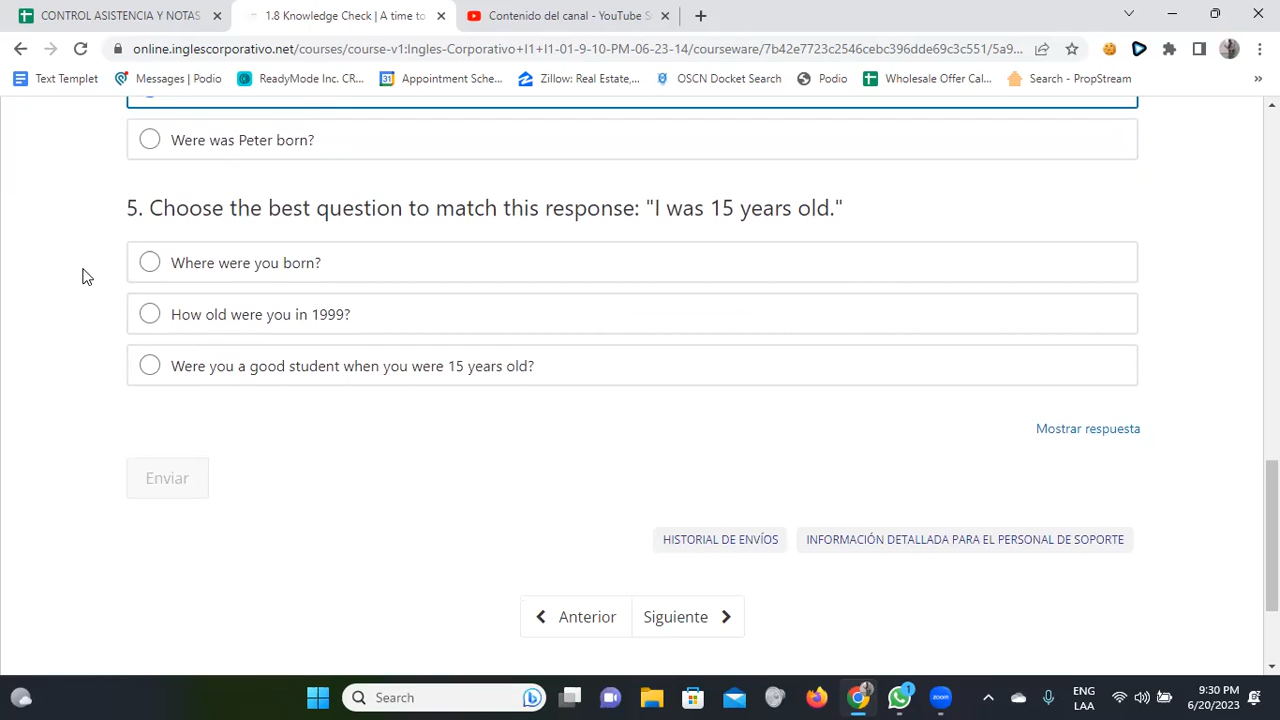 CONTROL ASISTENCIA Y NOTAS
1.8 Knowledge Check | A time to
Contenido del canal - YouTube S
online.inglescorporativo.net/courses/course-v1:Ingles-Corporativo+I1+I1-01-9-10-PM-06-23-14/courseware/7b42e7723c2546cebc396dde69c3c551/5a9...
Text Templet
Messages | Podio
ReadyMode Inc. CR...
Appointment Sche...
Zillow: Real Estate,...
OSCN Docket Search
Podio
Wholesale Offer Cal...
Search - PropStream
»
Were was Peter born?
5. Choose the best question to match this response: "I was 15 years old."
Where were you born?
How old were you in 1999?
Were you a good student when you were 15 years old?
Mostrar respuesta
Enviar
HISTORIAL DE ENVÍOS
INFORMACIÓN DETALLADA PARA EL PERSONAL DE SOPORTE
Anterior
Siguiente
Search
1
zoom
ENG
LAA
9:30 PM
6/20/2023